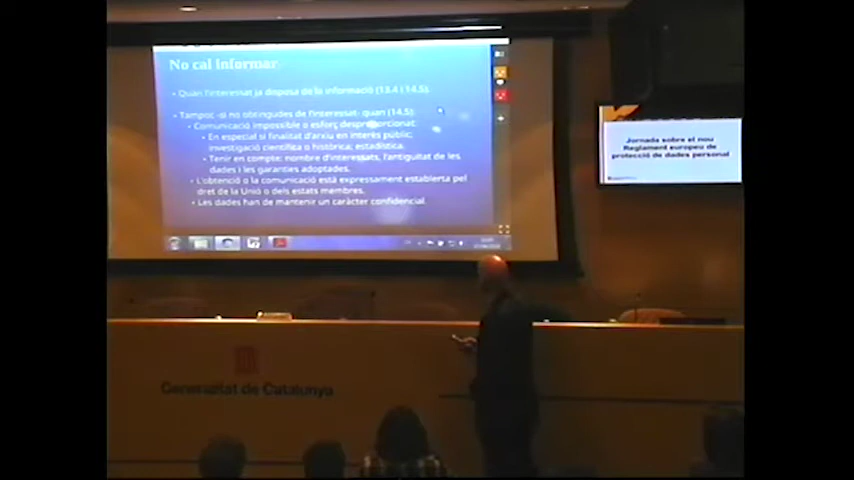 No cal informar
• Quan l'interessat ja disposa de la informació (13.4 i 14.5).
• Tampoc -si no obtingudes de l'interessat- quan (14.5):
• Comunicació impossible o esforç desproporcionat:
• En especial si finalitat d'arxiu en interès públic;
investigació científica o històrica; estadística.
• Tenir en compte: nombre d'interessats, l'antiguitat de les
dades i les garanties adoptades.
• L'obtenció o la comunicació està expressament establerta pel
dret de la Unió o dels estats membres.
• Les dades han de mantenir un caràcter confidencial
Jornada sobre el nou
Reglament europeu de
protecció de dades personal
Generalitat de Catalunya